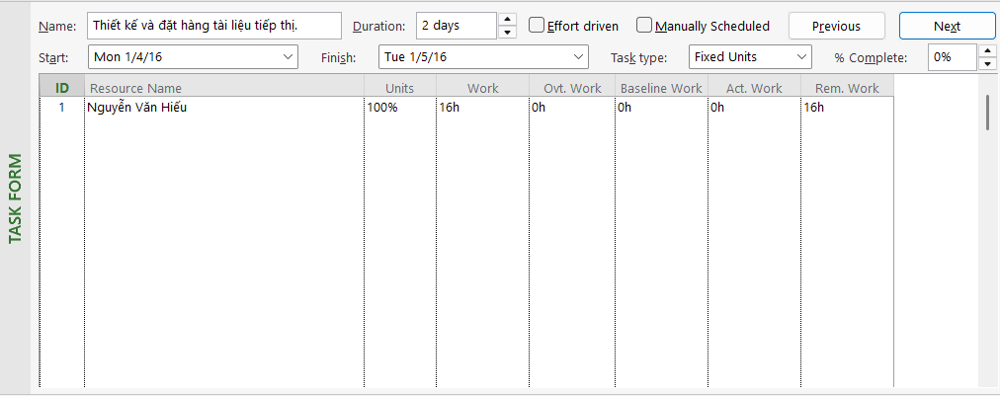 Name: Thiết kế và đặt hàng tài liệu tiếp thị. Duration: 2 days Effort driven Manually Scheduled Previous Next
Start: Mon 1/4/16 Finish: Tue 1/5/16 Task type: Fixed Units % Complete: 0%
ID Resource Name Units Work Ovt. Work Baseline Work Act. Work Rem. Work
1 Nguyễn Văn Hiếu 100% 16h 0h 0h 0h 16h
TASK FORM